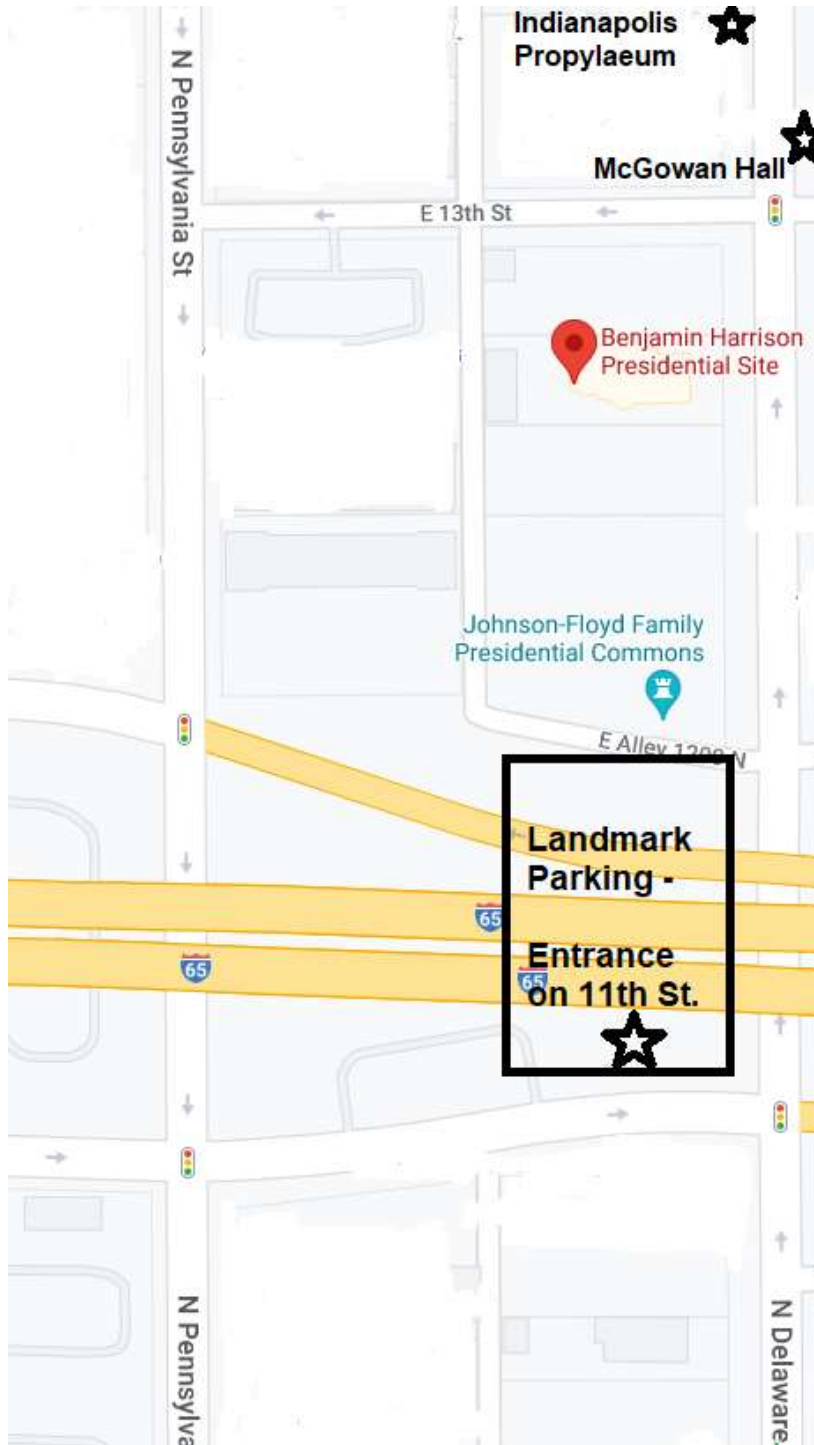 Indianapolis
Propylaeum
N Pennsylvania St
McGowan Hall
E 13th St
Benjamin Harrison
Presidential Site
Johnson-Floyd Family
Presidential Commons
E Alley 1200 N
Landmark
Parking -
65
Entrance
65
65
on 11th St.
N Pennsylva
N Delaware